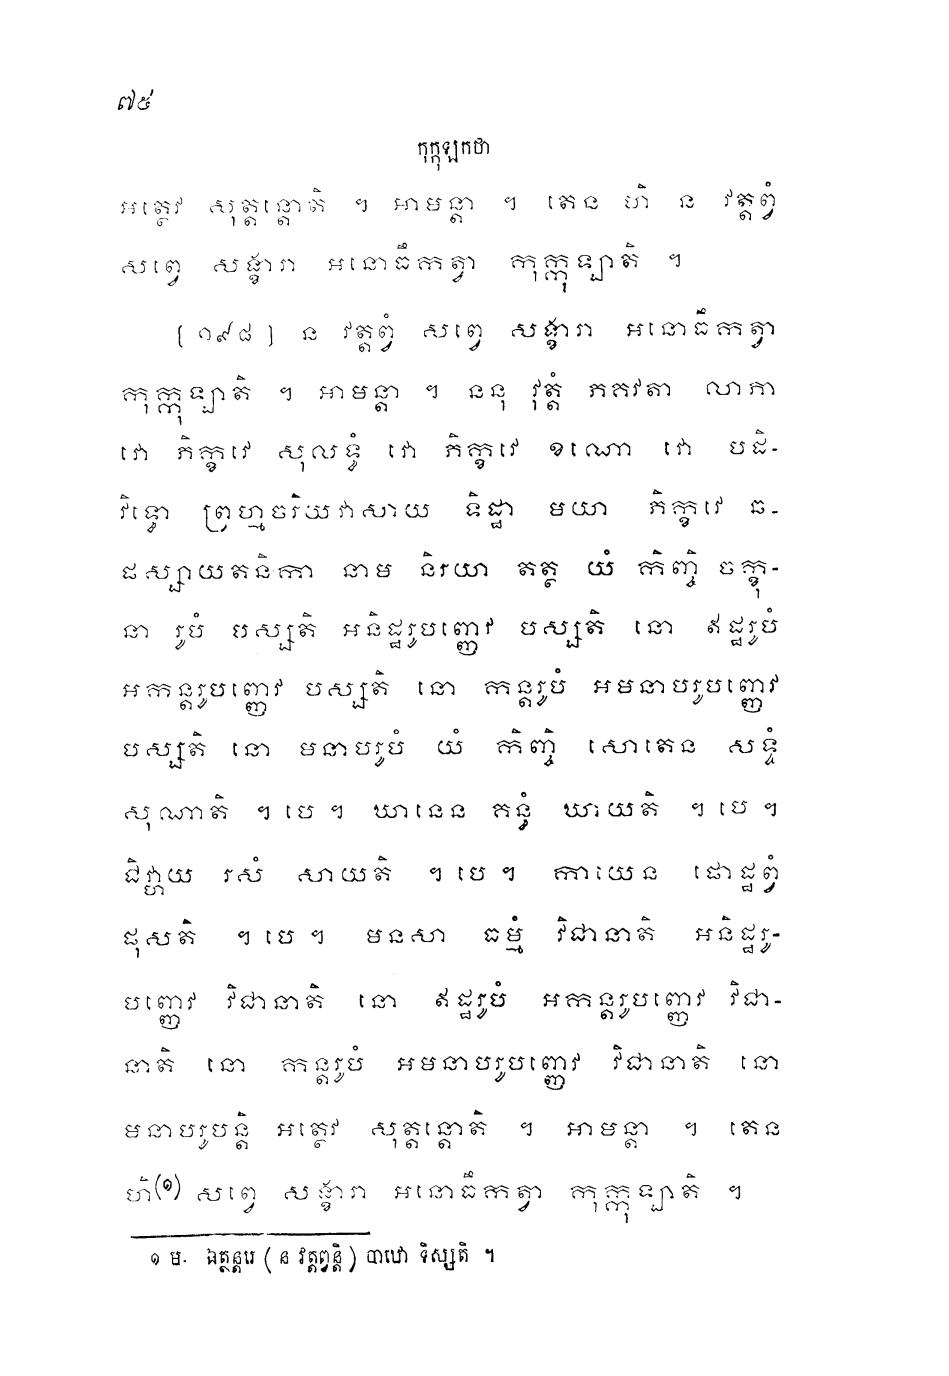 ៧៥
កុក្កុឡកថា
អត្ថេវ សុត្តន្តោតិ ។ អាមន្តា ។ តេន ហិ ន វត្តព្វំ
សព្វេ សង្ខារា អនោធឹកត្វា កុក្កុឡាតិ ។
[ ១៩៨ ] ន វត្តព្វំ សព្វេ សង្ខារា អនោធឹកត្វា
កុក្កុឡាតិ ។ អាមន្តា ។ ននុ វុត្តំ ភគវតា លាភា
វោ ភិក្ខវេ សុលទ្ធំ វោ ភិក្ខវេ ខណោ វោ បដិ-
វិទ្ធោ ព្រហ្មចរិយវាសាយ ទិដ្ឋា មយា ភិក្ខវេ ឆ-
ផស្សាយតនិកា នាម និរយា តត្ថ យំ កិញ្ចិ ចក្ខុ-
នា រូបំ បស្សតិ អនិដ្ឋរូបញ្ញេវ បស្សតិ នោ ឥដ្ឋរូបំ
អកន្តរូបញ្ញេវ បស្សតិ នោ កន្តរូបំ អមនាបរូបញ្ញេវ
បស្សតិ នោ មនាបរូបំ យំ កិញ្ចិ សោតេន សទ្ទំ
សុណាតិ ។ បេ ។ ឃានេន គន្ធំ ឃាយតិ ។ បេ ។
ជិវ្ហាយ រសំ សាយតិ ។ បេ ។ កាយេន ផោដ្ឋព្វំ
ផុសតិ ។ បេ ។ មនសា ធម្មំ វិជានាតិ អនិដ្ឋរូ-
បញ្ញេវ វិជានាតិ នោ ឥដ្ឋរូបំ អកន្តរូបញ្ញេវ វិជា-
នាតិ នោ កន្តរូបំ អមនាបរូបញ្ញេវ វិជានាតិ នោ
មនាបរូបន្តិ អត្ថេវ សុត្តន្តោតិ ។ អាមន្តា ។ តេន
ហិ(១) សព្វេ សង្ខារា អនោធឹកត្វា កុក្កុឡាតិ ។
១ ម. ឯត្ថន្តរេ ( ន វត្តព្វន្តិ ) បាឋោ ទិស្សតិ ។